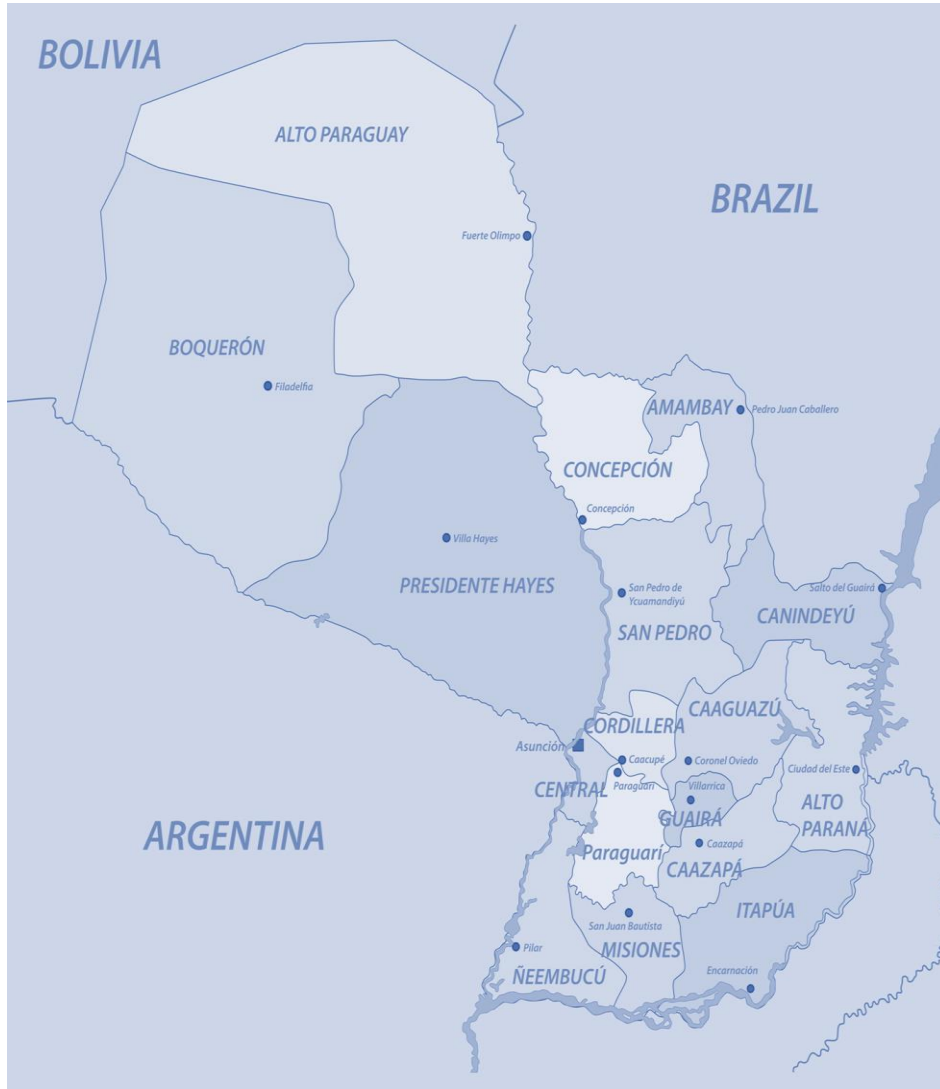 BOLIVIA
ALTO PARAGUAY
BRAZIL
Fuerte Olimpo
BOQUERÓN
Filadelfia
AMAMBAY
Pedro Juan Caballero
CONCEPCIÓN
Concepción
Villa Hayes
PRESIDENTE HAYES
San Pedro de
Ycuamandiyú
Salto del Guairá
CANINDEYÚ
SAN PEDRO
CAAGUAZÚ
CORDILLERA
Asunción
Caacupé
Coronel Oviedo
Ciudad del Este
CENTRAL
Paraguarí
Villarrica
ALTO
PARANÁ
GUAIRÁ
ARGENTINA
Caazapá
Paraguarí
CAAZAPÁ
ITAPÚA
San Juan Bautista
Pilar
MISIONES
ÑEEMBUCÚ
Encarnación